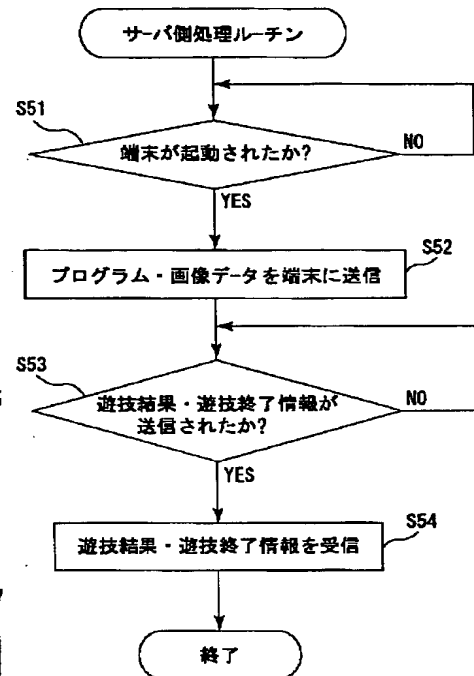 サーバ側処理ルーチン
S51
端末が起動されたか?
NO
YES
S52
プログラム・画像データを端末に送信
S53
遊技結果・遊技終了情報が
送信されたか?
NO
YES
S54
遊技結果・遊技終了情報を受信
終了